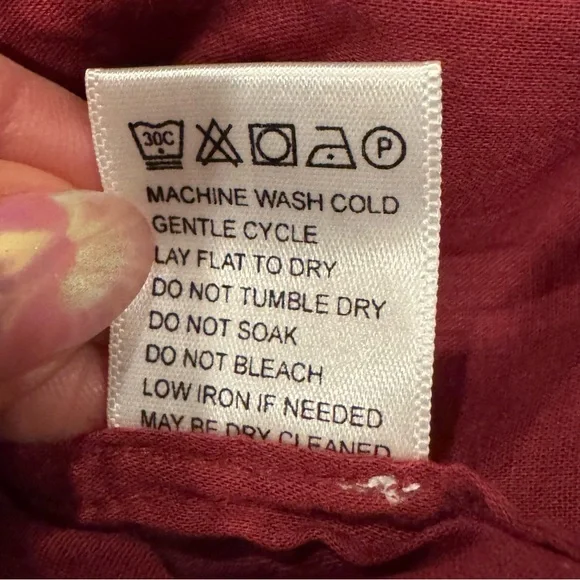 30C P
MACHINE WASH COLD
GENTLE CYCLE
LAY FLAT TO DRY
DO NOT TUMBLE DRY
DO NOT SOAK
DO NOT BLEACH
LOW IRON IF NEEDED
MAY BE DRY CLEANED